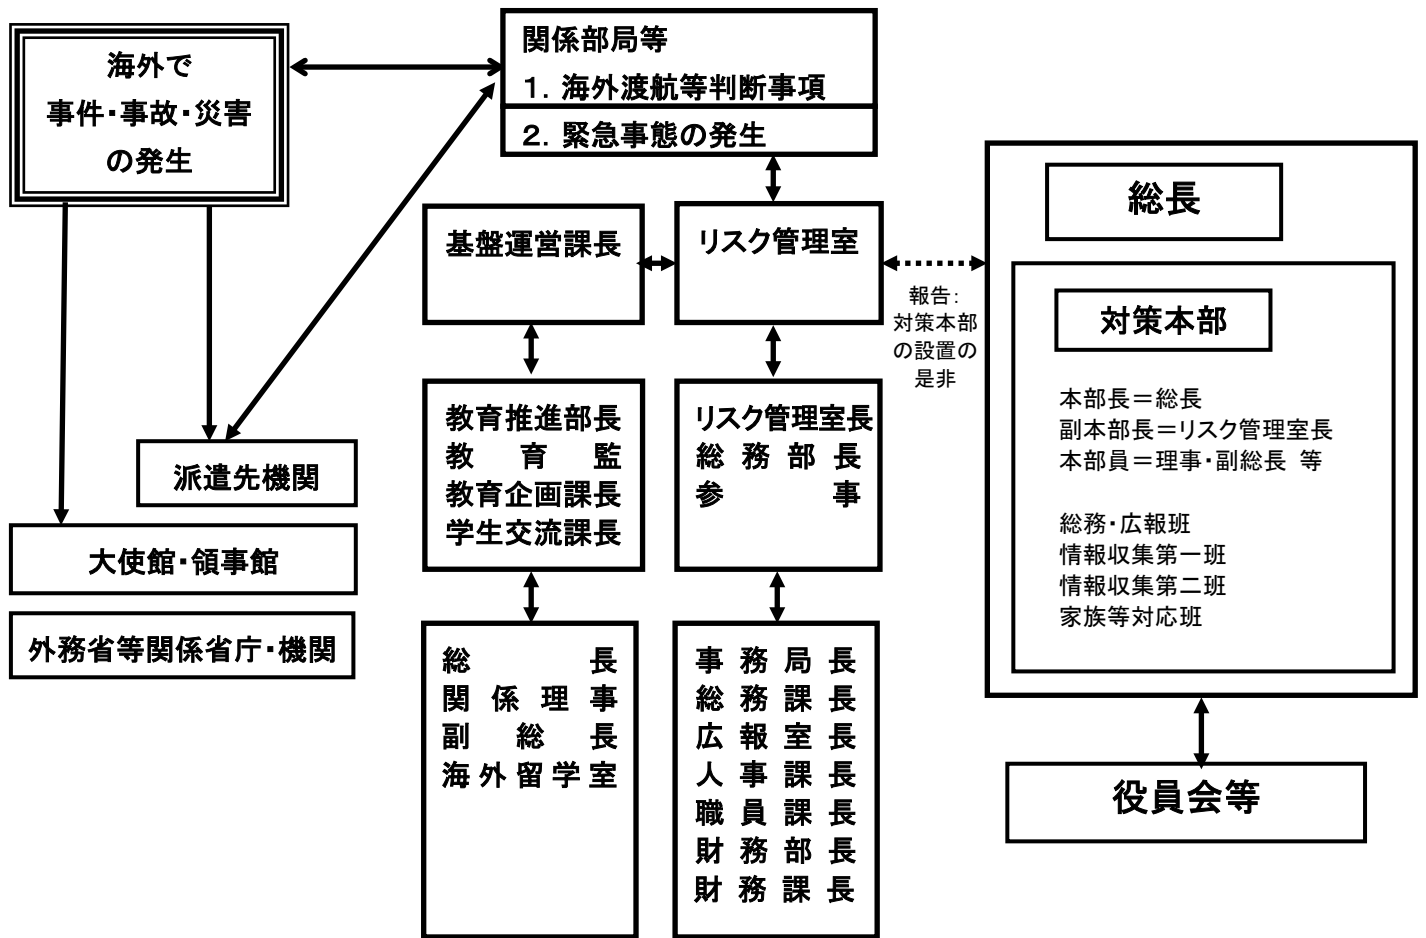 海外で
事件・事故・災害
の発生
関係部局等
1．海外渡航等判断事項
2．緊急事態の発生
基盤運営課長
リスク管理室
報告：
対策本部
の設置の
是非
総長
対策本部
本部長＝総長
副本部長＝リスク管理室長
本部員＝理事・副総長 等
総務・広報班
情報収集第一班
情報収集第二班
家族等対応班
教育推進部長
教育監
教育企画課長
学生交流課長
リスク管理室長
総務部長
参事
派遣先機関
大使館・領事館
外務省等関係省庁・機関
総長
関係理事
副総長
海外留学室
事務局長
総務課長
広報室長
人事課長
職員課長
財務部長
財務課長
役員会等